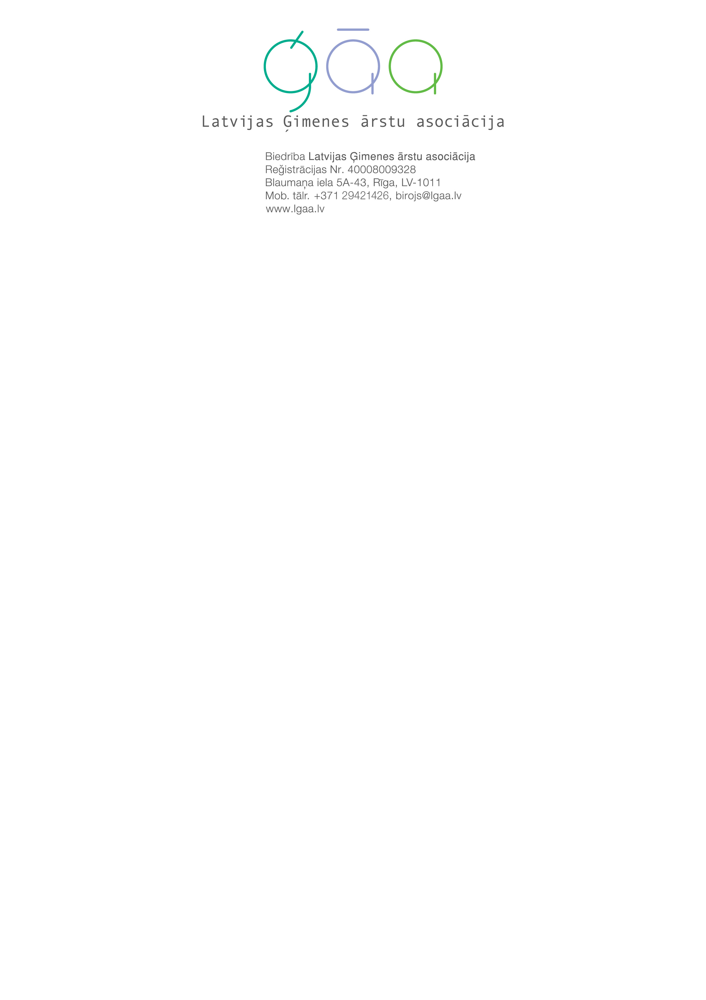 ģāa
Latvijas Ģimenes ārstu asociācija
Biedrība Latvijas Ģimenes ārstu asociācija
Reğistrācijas Nr. 40008009328
Blaumaņa iela 5A-43, Rīga, LV-1011
Mob. tālr. +371 29421426, birojs@lgaa.lv
www.lgaa.lv